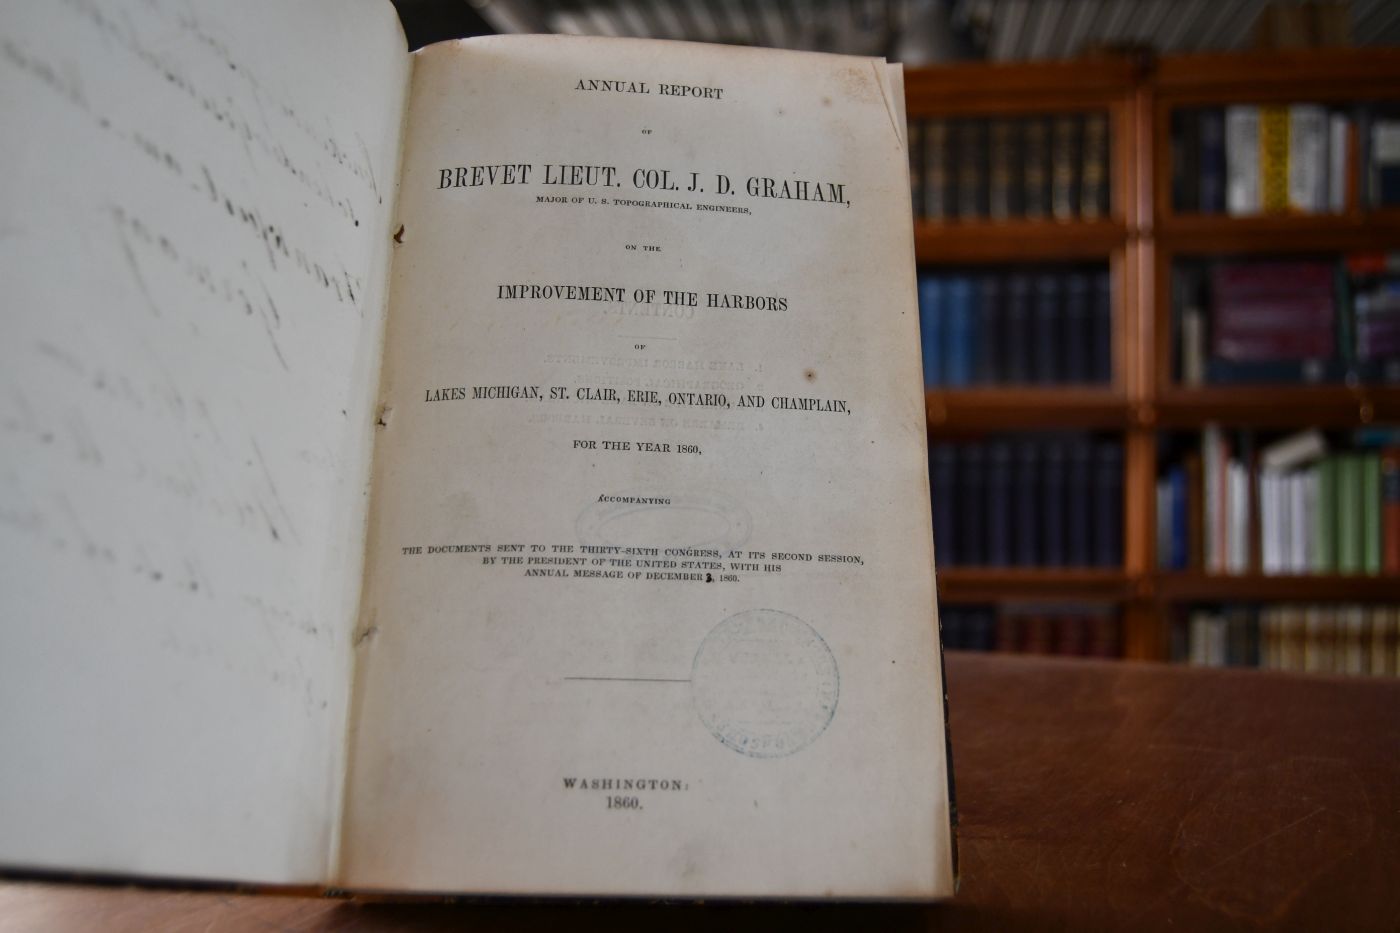 ANNUAL REPORT
OF
BREVET LIEUT. COL. J. D. GRAHAM,
MAJOR OF U. S. TOPOGRAPHICAL ENGINEERS,
ON THE
IMPROVEMENT OF THE HARBORS
OF
LAKES MICHIGAN, ST. CLAIR, ERIE, ONTARIO, AND CHAMPLAIN,
FOR THE YEAR 1860,
ACCOMPANYING
THE DOCUMENTS SENT TO THE THIRTY-SIXTH CONGRESS, AT ITS SECOND SESSION,
BY THE PRESIDENT OF THE UNITED STATES, WITH HIS
ANNUAL MESSAGE OF DECEMBER 3, 1860.
WASHINGTON:
1860.